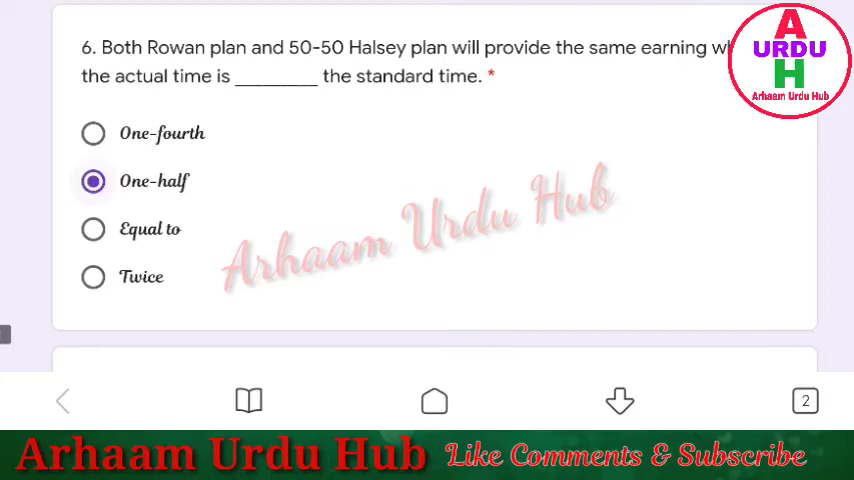 6. Both Rowan plan and 50-50 Halsey plan will provide the same earning
the actual time is ________ the standard time. *
One-fourth
One-half
Equal to
Twice
Arhaam Urdu Hub
A
URDU
H
Arhaam Urdu Hub
2
Arhaam Urdu Hub Like Comments & Subscribe